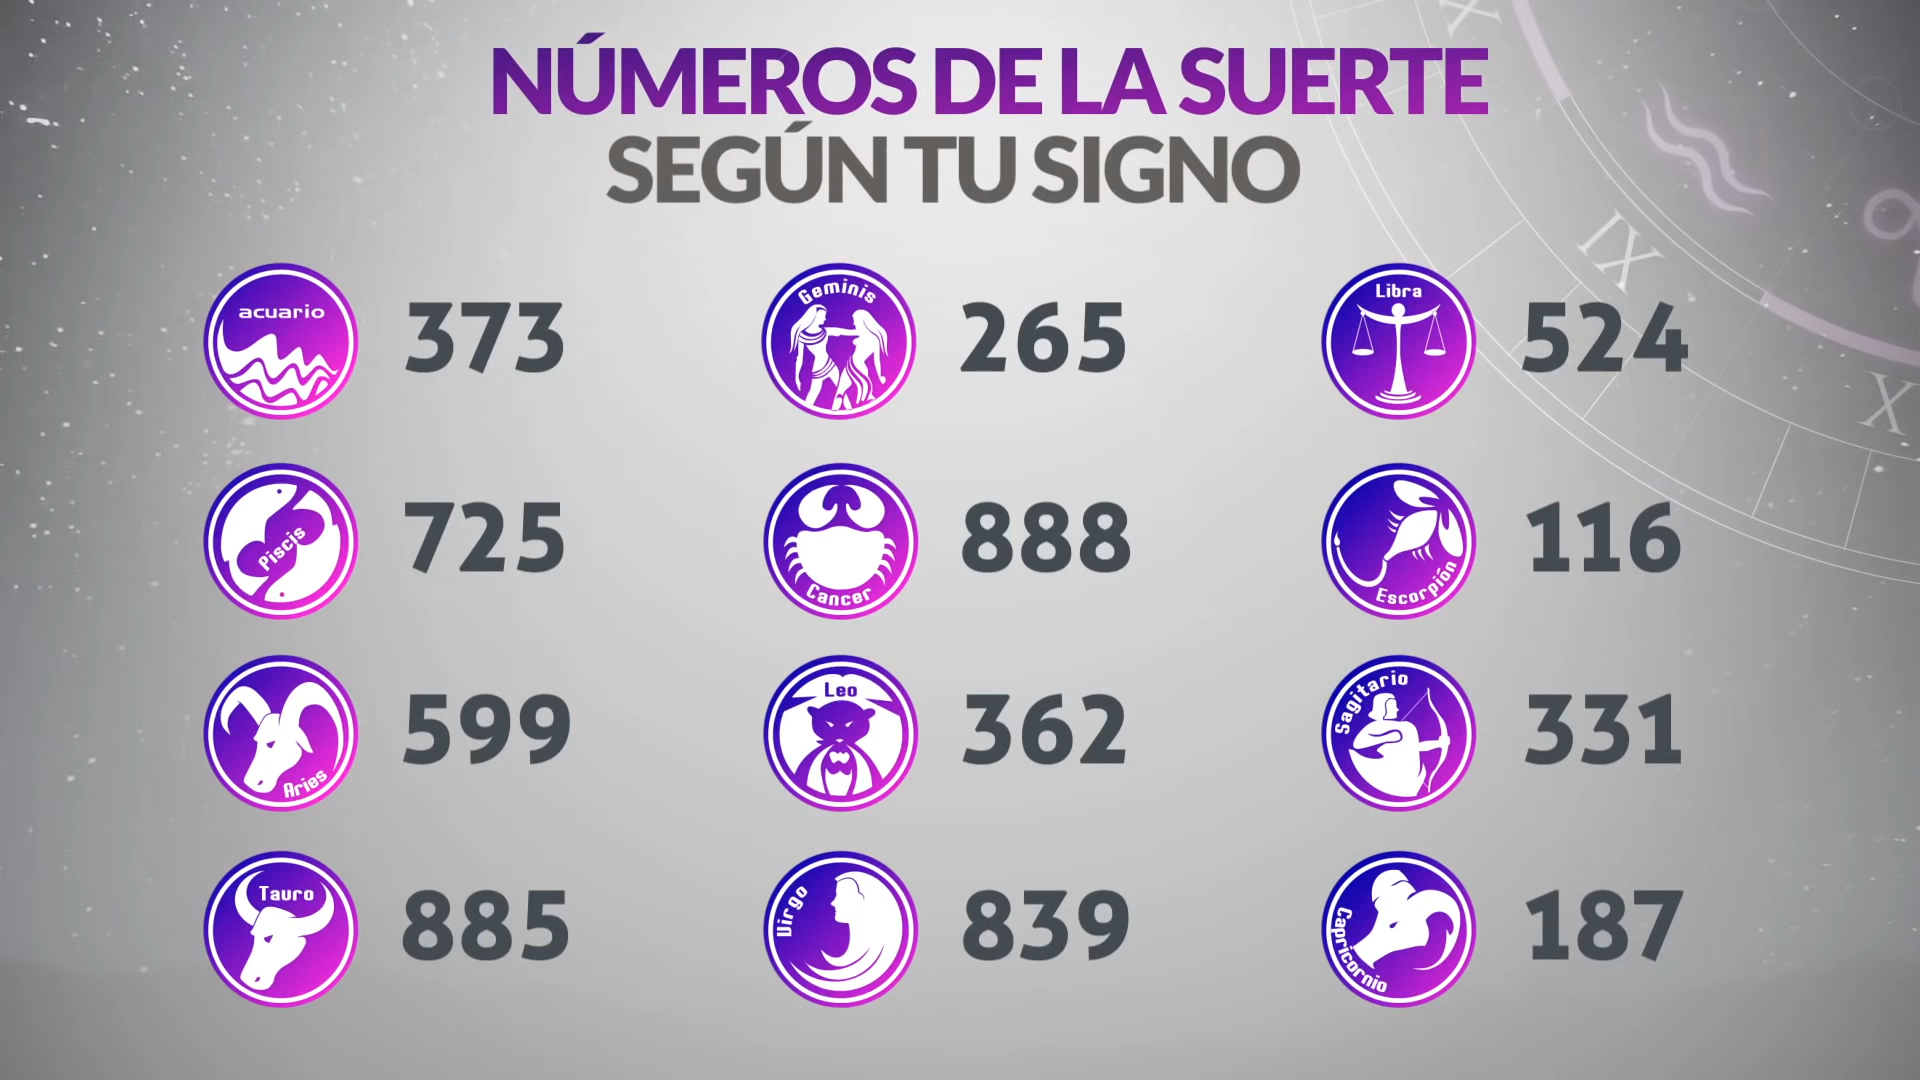 NÚMEROS DE LA SUERTE
SEGÚN TU SIGNO
acuario 373
Geminis 265
Libra 524
Piscis 725
Cancer 888
Escorpión 116
Aries 599
Leo 362
Sagitario 331
Tauro 885
Virgo 839
Capricornio 187
IX
X
X